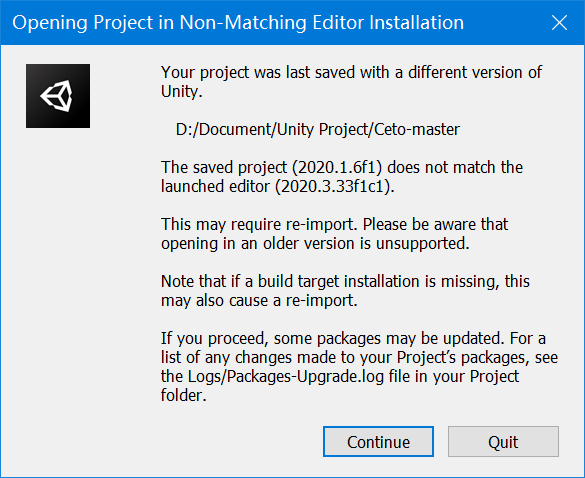 Opening Project in Non-Matching Editor Installation
Your project was last saved with a different version of
Unity.
D:/Document/Unity Project/Ceto-master
The saved project (2020.1.6f1) does not match the
launched editor (2020.3.33f1c1).
This may require re-import. Please be aware that
opening in an older version is unsupported.
Note that if a build target installation is missing, this
may also cause a re-import.
If you proceed, some packages may be updated. For a
list of any changes made to your Project’s packages, see
the Logs/Packages-Upgrade.log file in your Project
folder.
Continue
Quit